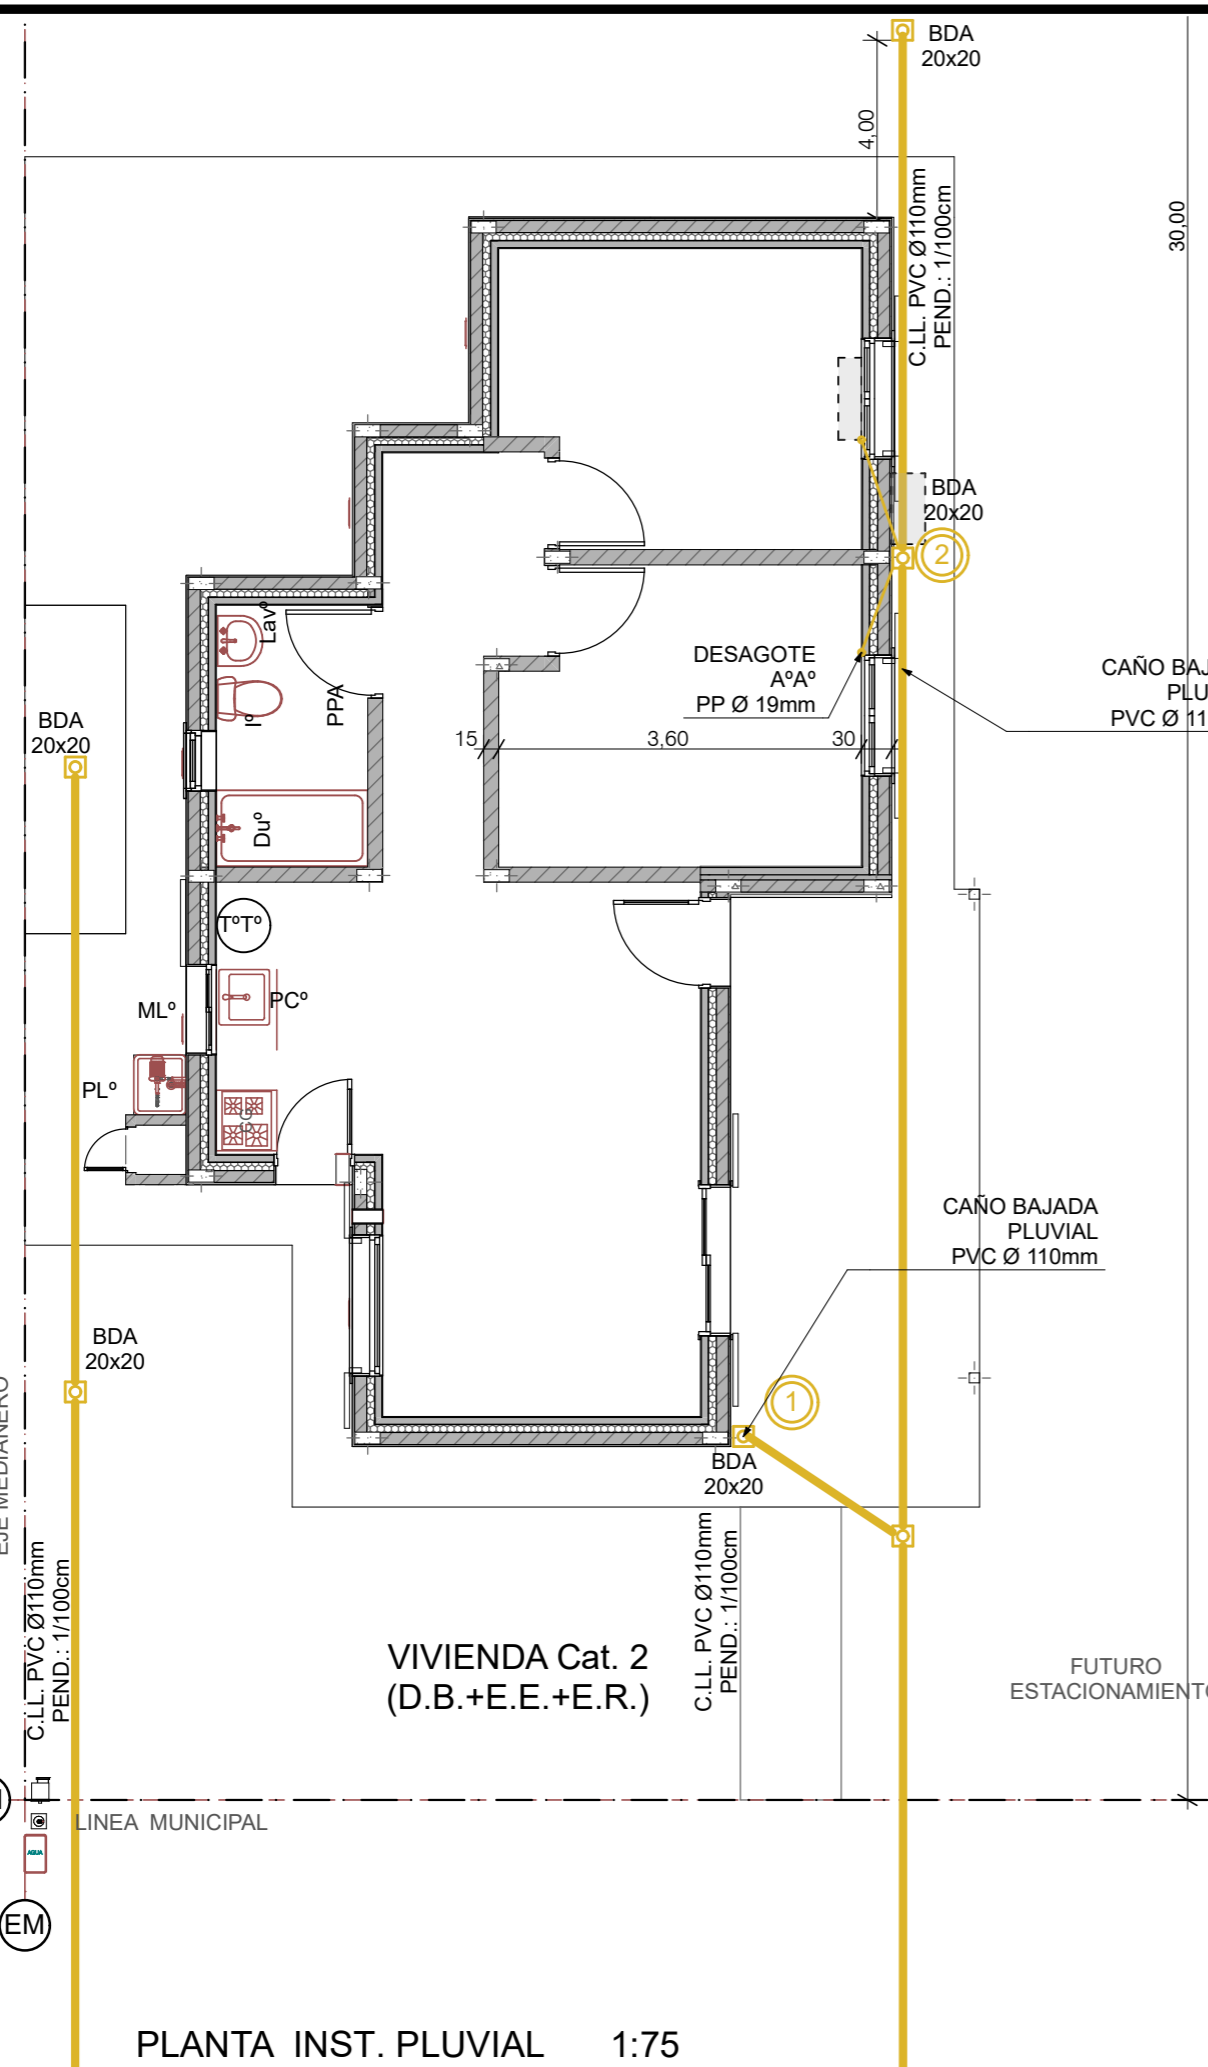 BDA
20x20
4,00
C.LL. PVC Ø110mm
PEND.: 1/100cm
30,00
BDA
20x20
2
Lavº
Iº
PPA
DESAGOTE
AºAº
PP Ø 19mm
CAÑO BAJ
PLU
PVC Ø 11
BDA
20x20
15
3,60
30
Duº
TºTº
PCº
MLº
PLº
CG
CAÑO BAJADA
PLUVIAL
PVC Ø 110mm
BDA
20x20
1
BDA
20x20
EJE MEDIANERO
C.LL. PVC Ø110mm
PEND.: 1/100cm
C.LL. PVC Ø110mm
PEND.: 1/100cm
VIVIENDA Cat. 2
(D.B.+E.E.+E.R.)
FUTURO
ESTACIONAMIENTO
LINEA MUNICIPAL
AGUA
EM
PLANTA INST. PLUVIAL 1:75